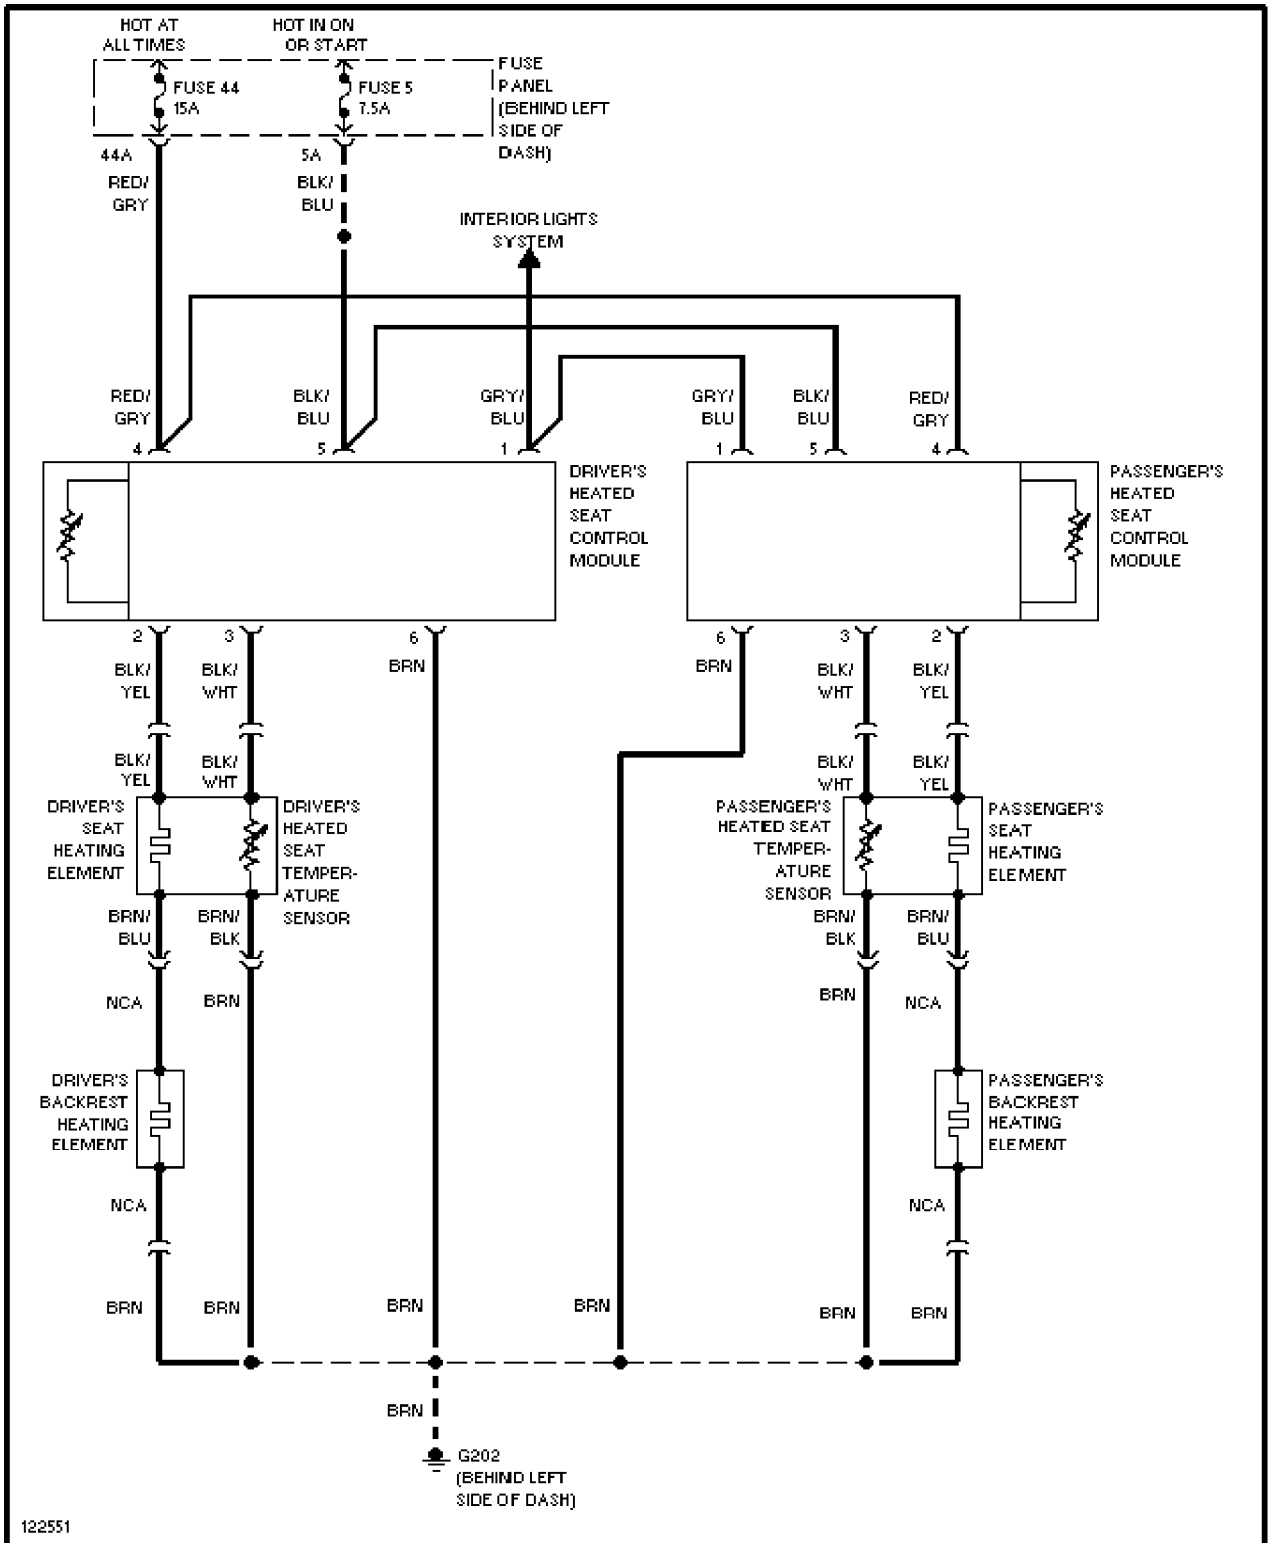 HOT AT
ALL TIMES
HOT IN ON
OR START
FUSE 44
15A
FUSE 5
7.5A
FUSE
PANEL
(BEHIND LEFT
SIDE OF
DASH)
44A
5A
RED/
GRY
BLK/
BLU
INTERIOR LIGHTS
SYSTEM
RED/
GRY
BLK/
BLU
GRY/
BLU
GRY/
BLU
BLK/
BLU
RED/
GRY
4
5
1
1
5
4
DRIVER'S
HEATED
SEAT
CONTROL
MODULE
PASSENGER'S
HEATED
SEAT
CONTROL
MODULE
2
3
6
6
3
2
BLK/
YEL
BLK/
WHT
BRN
BRN
BLK/
WHT
BLK/
YEL
BLK/
YEL
BLK/
WHT
BLK/
WHT
BLK/
YEL
DRIVER'S
SEAT
HEATING
ELEMENT
DRIVER'S
HEATED
SEAT
TEMPER-
ATURE
SENSOR
PASSENGER'S
HEATED SEAT
TEMPER-
ATURE
SENSOR
PASSENGER'S
SEAT
HEATING
ELEMENT
BRN/
BLU
BRN/
BLK
BRN/
BLK
BRN/
BLU
NCA
BRN
BRN
NCA
DRIVER'S
BACKREST
HEATING
ELEMENT
PASSENGER'S
BACKREST
HEATING
ELEMENT
NCA
NCA
BRN
BRN
BRN
BRN
BRN
BRN
BRN
G202
(BEHIND LEFT
SIDE OF DASH)
122551